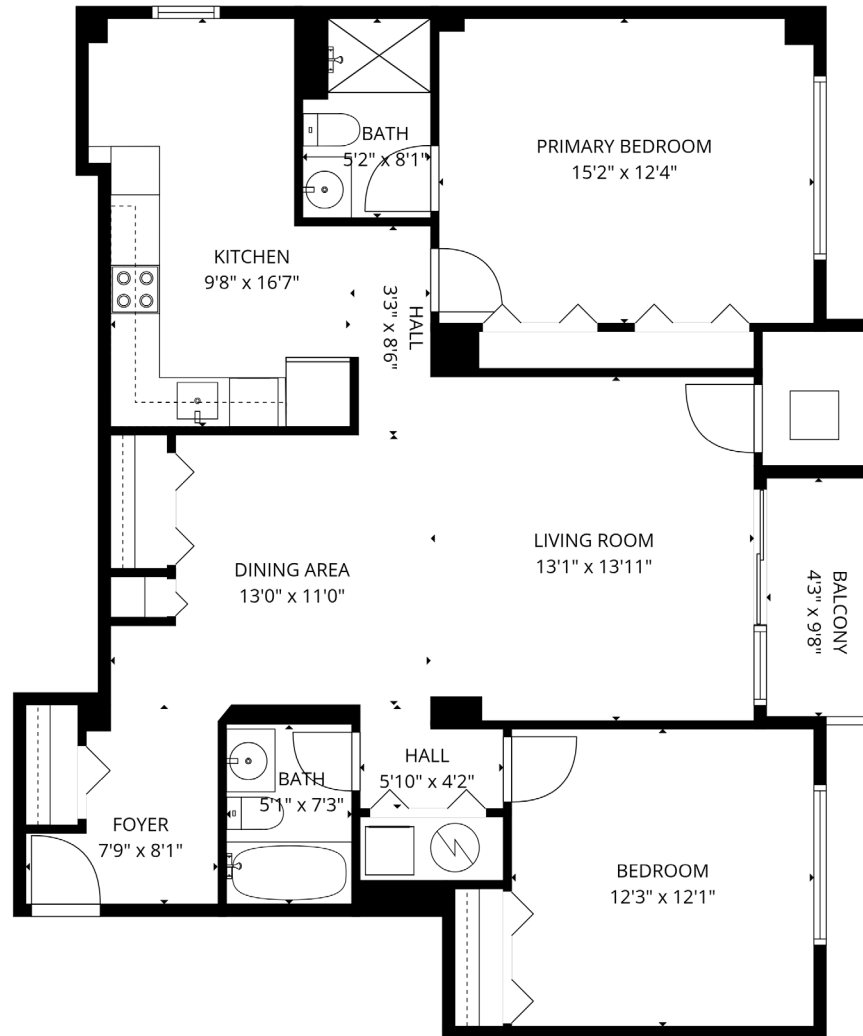 BATH
5'2" x 8'1"
PRIMARY BEDROOM
15'2" x 12'4"
KITCHEN
9'8" x 16'7"
HALL
3'3" x 8'6"
LIVING ROOM
13'1" x 13'11"
DINING AREA
13'0" x 11'0"
BALCONY
4'3" x 9'8"
HALL
5'10" x 4'2"
BATH
5'1" x 7'3"
FOYER
7'9" x 8'1"
BEDROOM
12'3" x 12'1"